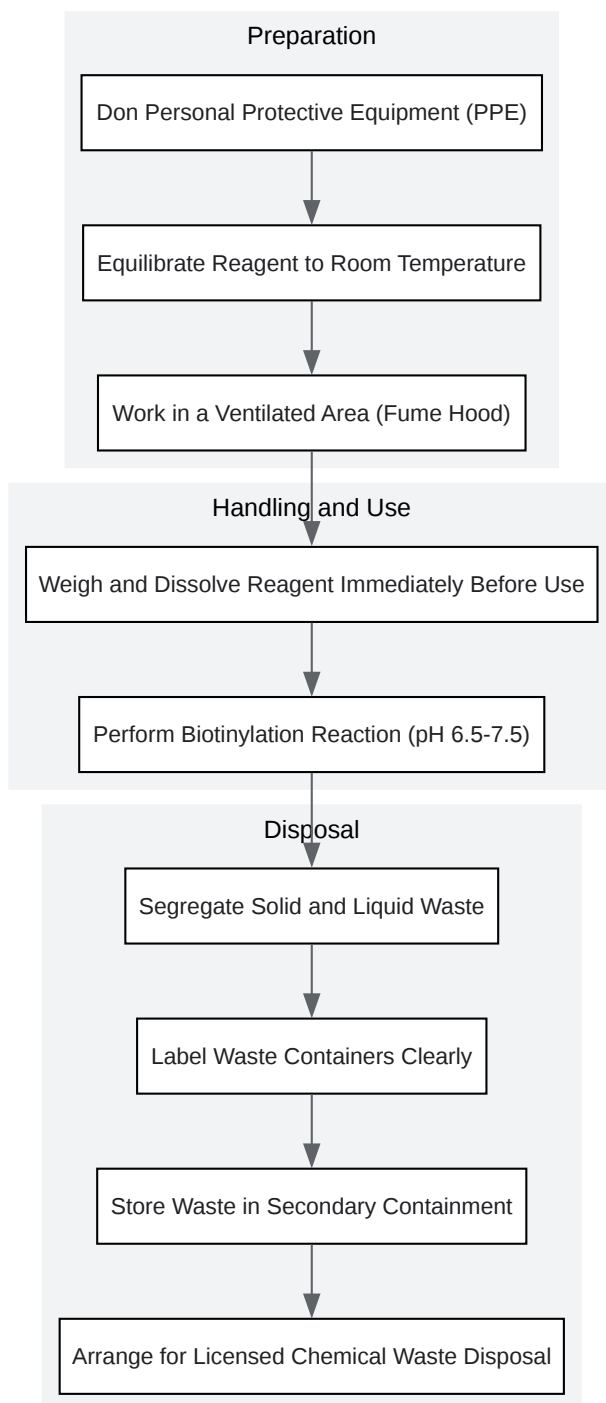 Preparation
Don Personal Protective Equipment (PPE)
Equilibrate Reagent to Room Temperature
Work in a Ventilated Area (Fume Hood)
Handling and Use
Weigh and Dissolve Reagent Immediately Before Use
Perform Biotinylation Reaction (pH 6.5-7.5)
Disposal
Segregate Solid and Liquid Waste
Label Waste Containers Clearly
Store Waste in Secondary Containment
Arrange for Licensed Chemical Waste Disposal